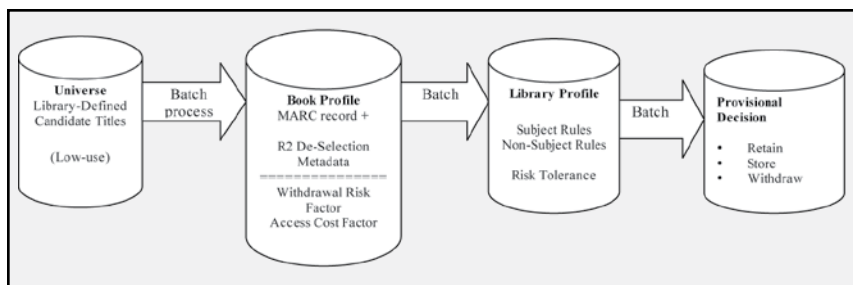 Universe
Library-Defined
Candidate Titles
(Low-use)
Batch
process
Book Profile
MARC record +
R2 De-Selection
Metadata
===============
Withdrawal Risk
Factor
Access Cost Factor
Batch
Library Profile
Subject Rules
Non-Subject Rules
Risk Tolerance
Batch
Provisional
Decision
• Retain
• Store
• Withdraw